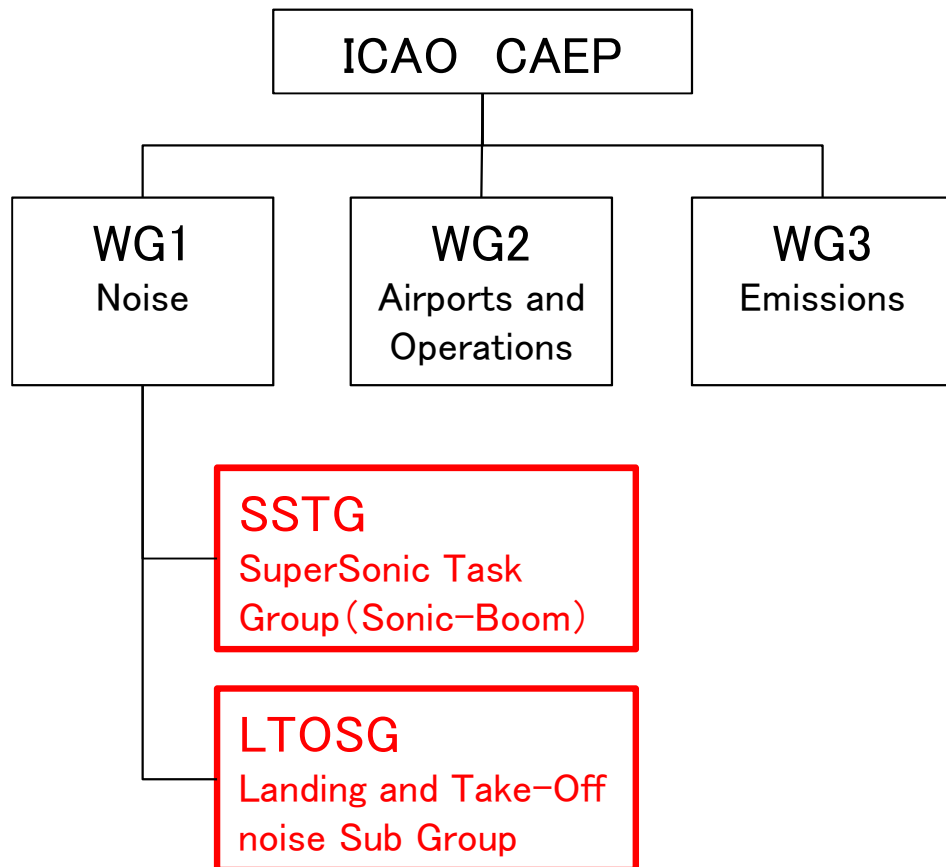 ICAO CAEP
WG1
Noise
WG2
Airports and
Operations
WG3
Emissions
SSTG
SuperSonic Task
Group(Sonic-Boom)
LTOSG
Landing and Take-Off
noise Sub Group